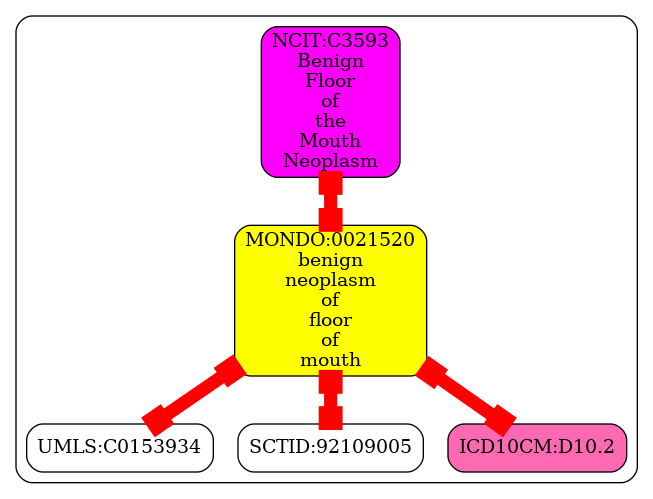 NCIT:C3593
Benign
Floor
of
the
Mouth
Neoplasm
MONDO:0021520
benign
neoplasm
of
floor
of
mouth
UMLS:C0153934
SCTID:92109005
ICD10CM:D10.2